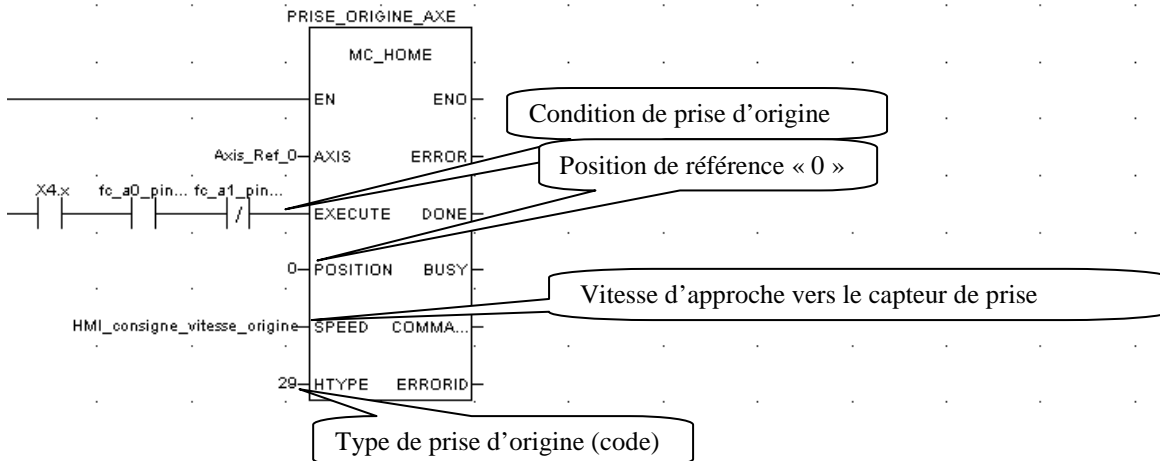 PRISE_ORIGINE_AXE
MC_HOME
EN ENO
Condition de prise d'origine
Axis_Ref_0 AXIS ERROR
Position de référence « 0 »
X4.x fc_a0_pin... fc_a1_pin...
EXECUTE DONE
0 POSITION BUSY
Vitesse d'approche vers le capteur de prise
HMI_consigne_vitesse_origine SPEED COMMA...
29 HTYPE ERRORID
Type de prise d'origine (code)